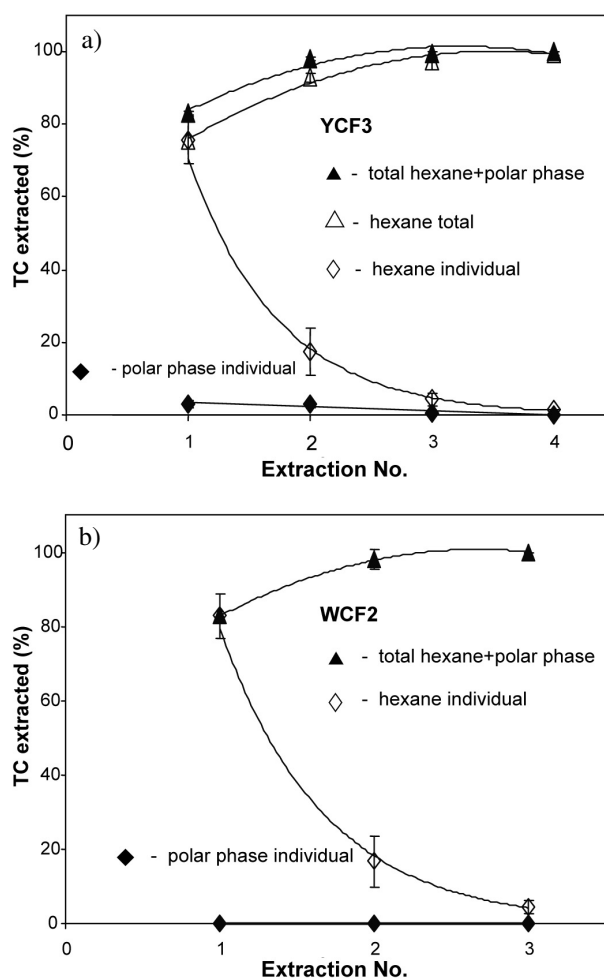 a)
100
80
60
40
20
0
TC extracted (%)
YCF3
▲ - total hexane+polar phase
△ - hexane total
◇ - hexane individual
◆ - polar phase individual
0 1 2 3 4
Extraction No.
b)
100
80
60
40
20
0
TC extracted (%)
WCF2
▲ - total hexane+polar phase
◇ - hexane individual
◆ - polar phase individual
0 1 2 3
Extraction No.